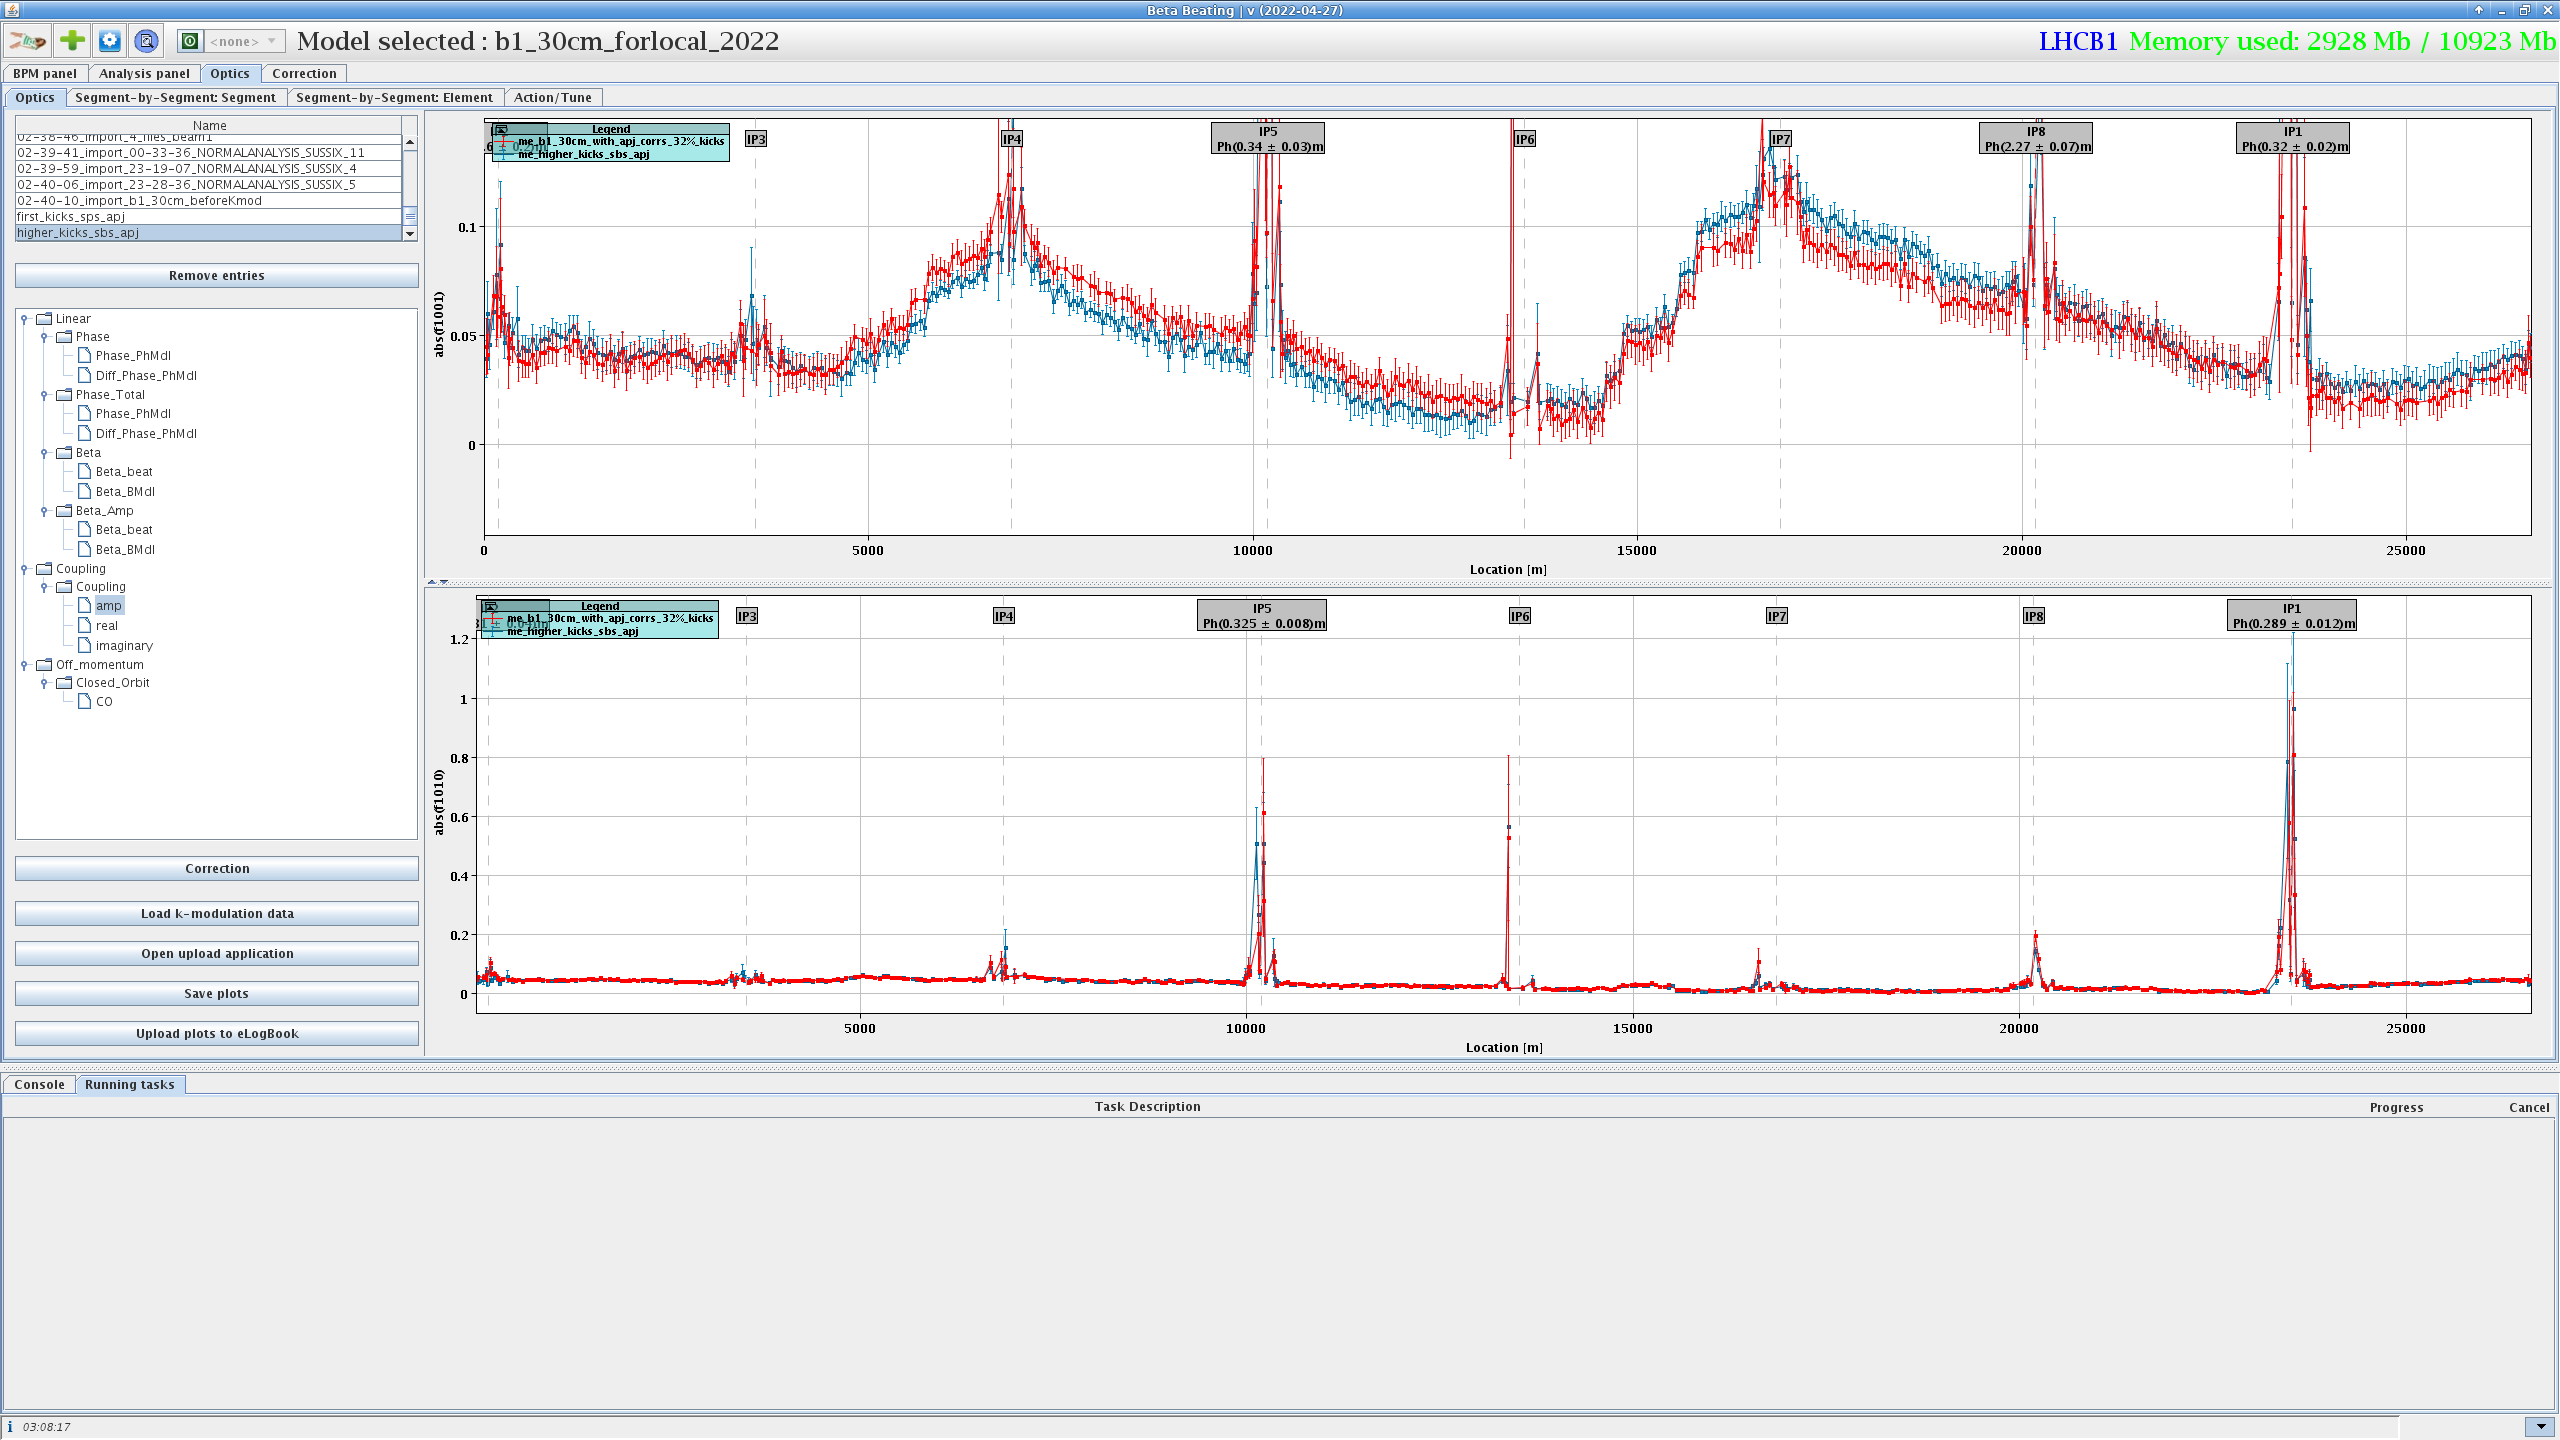 Beta Beating | v (2022-04-27)
<none>
Model selected : b1_30cm_forlocal_2022
LHCB1 Memory used: 2928 Mb / 10923 Mb
BPM panel
Analysis panel
Optics
Correction
Optics
Segment-by-Segment: Segment
Segment-by-Segment: Element
Action/Tune
Name
02-38-46_import_4_files_beam1
02-39-41_import_00-33-36_NORMALANALYSIS_SUSSIX_11
02-39-59_import_23-19-07_NORMALANALYSIS_SUSSIX_4
02-40-06_import_23-28-36_NORMALANALYSIS_SUSSIX_5
02-40-10_import_b1_30cm_beforeKmod
first_kicks_sps_apj
higher_kicks_sbs_apj
Remove entries
Linear
Phase
Phase_PhMdl
Diff_Phase_PhMdl
Phase_Total
Phase_PhMdl
Diff_Phase_PhMdl
Beta
Beta_beat
Beta_BMdl
Beta_Amp
Beta_beat
Beta_BMdl
Coupling
Coupling
amp
real
imaginary
Off_momentum
Closed_Orbit
CO
Correction
Load k-modulation data
Open upload application
Save plots
Upload plots to eLogBook
Legend
me_b1_30cm_with_apj_corrs_32%_kicks
me_higher_kicks_sbs_apj
IP3
IP4
IP5
Ph(0.34 ± 0.03)m
IP6
IP7
IP8
Ph(2.27 ± 0.07)m
IP1
Ph(0.32 ± 0.02)m
abs(f1001)
0.1
0.05
0
0
5000
10000
15000
20000
25000
Location [m]
Legend
me_b1_30cm_with_apj_corrs_32%_kicks
me_higher_kicks_sbs_apj
IP3
IP4
IP5
Ph(0.325 ± 0.008)m
IP6
IP7
IP8
IP1
Ph(0.289 ± 0.012)m
abs(f1010)
1.2
1
0.8
0.6
0.4
0.2
0
5000
10000
15000
20000
25000
Location [m]
Console
Running tasks
Task Description
Progress
Cancel
03:08:17